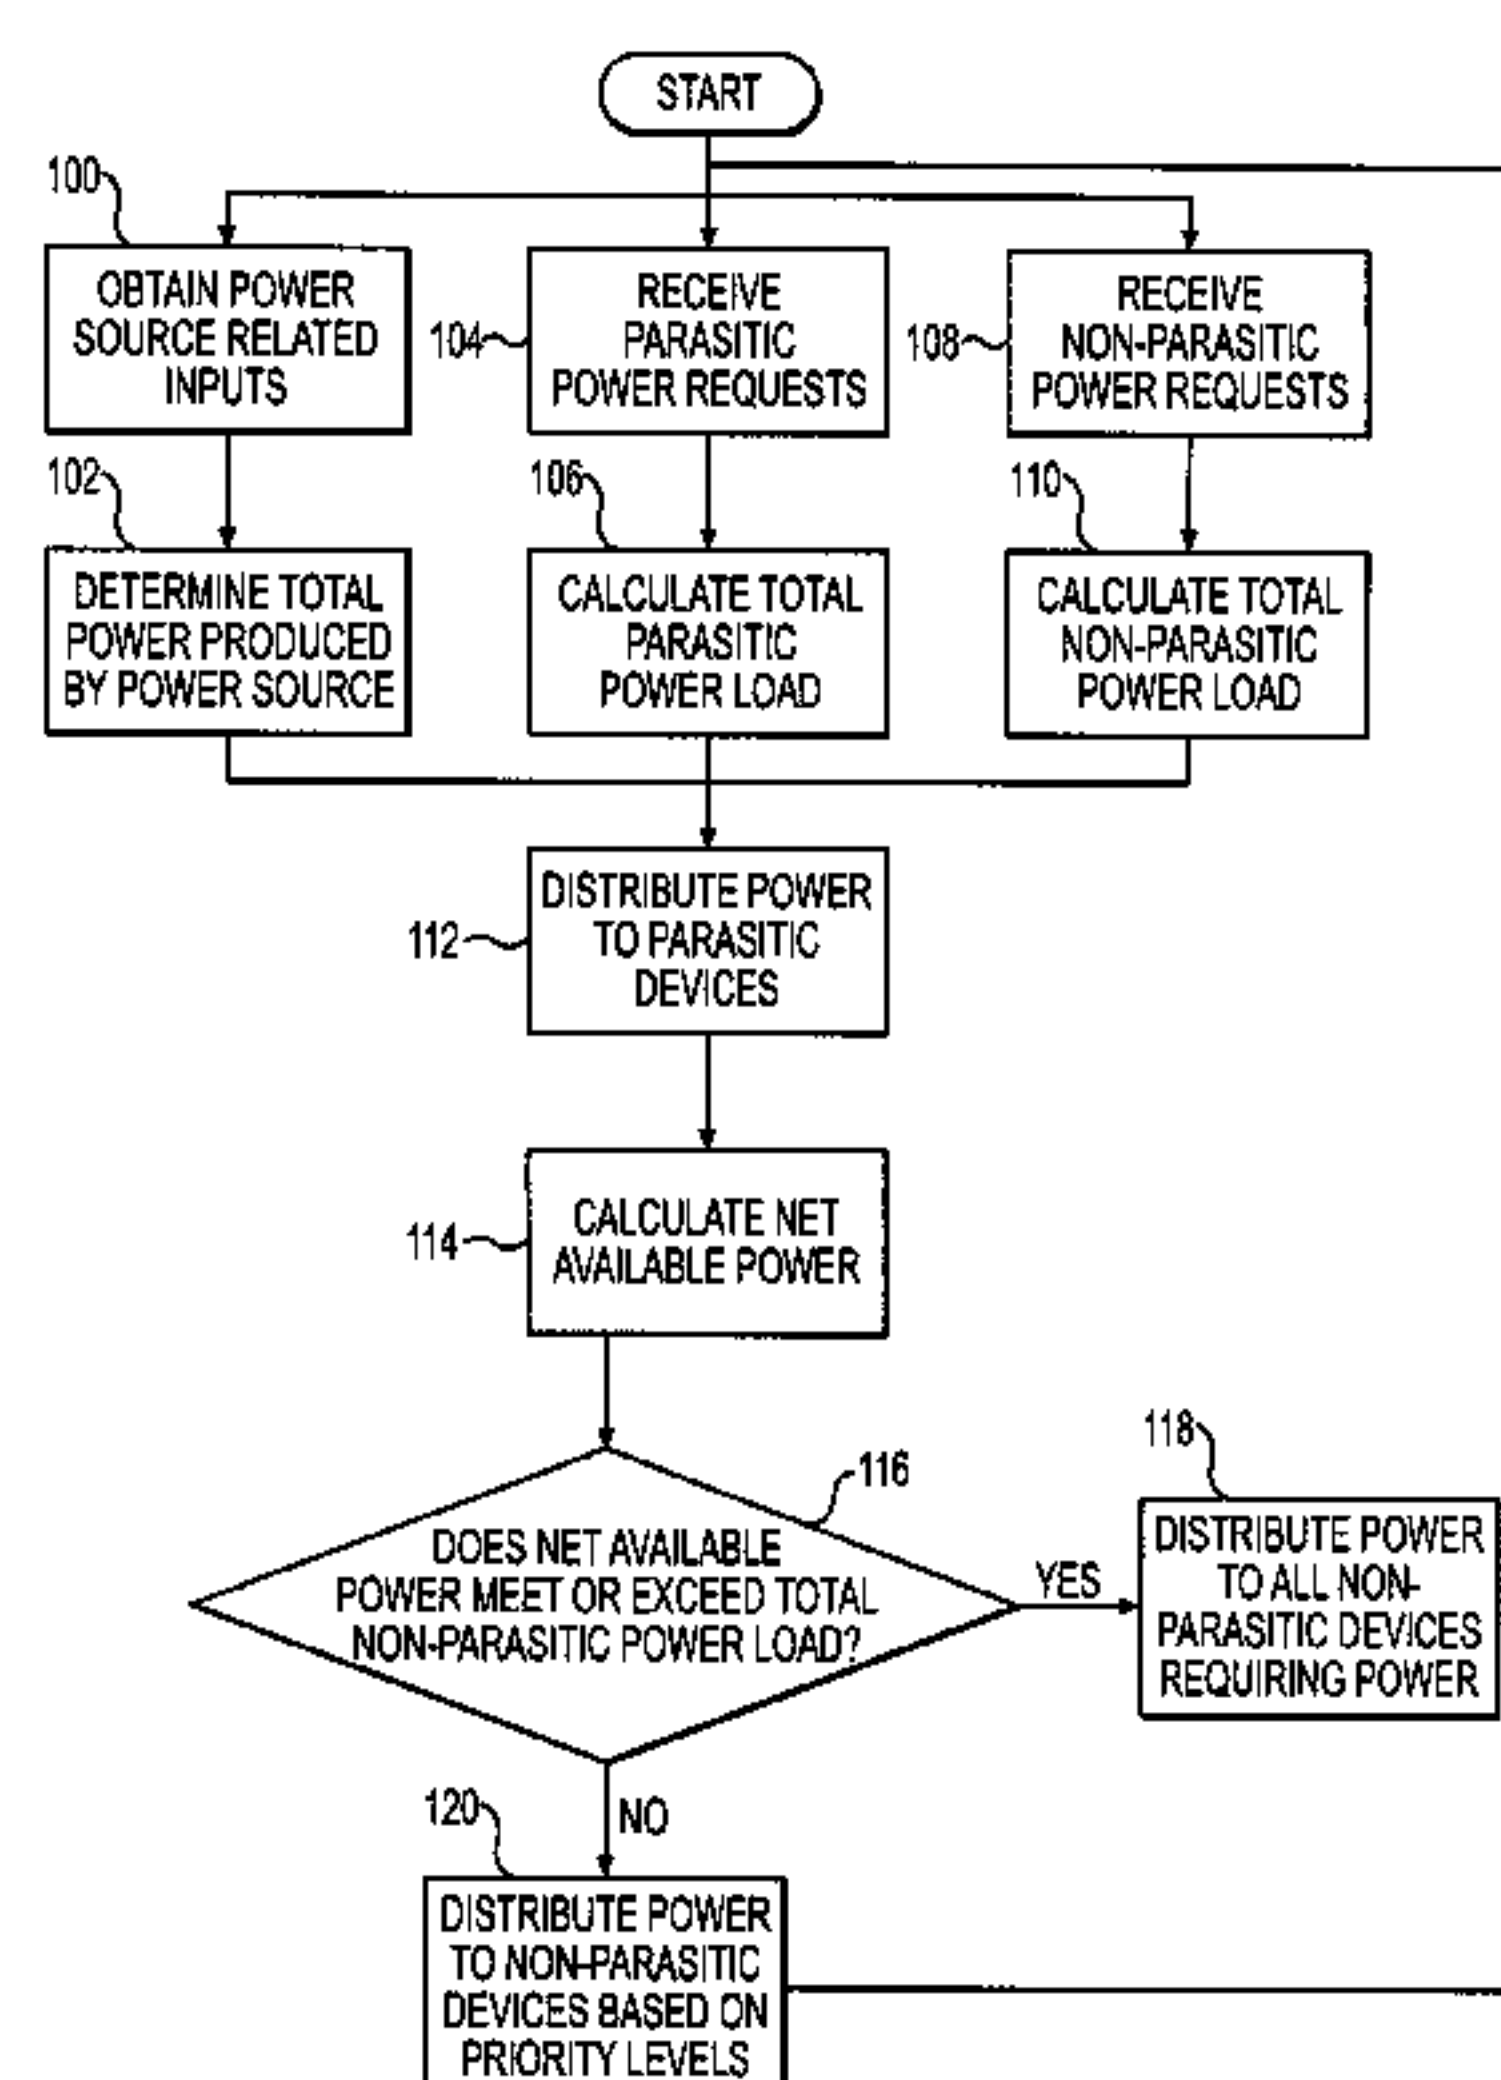 START
100
OBTAIN POWER
SOURCE RELATED
INPUTS
104
RECEIVE
PARASITIC
POWER REQUESTS
108
RECEIVE
NON-PARASITIC
POWER REQUESTS
102
DETERMINE TOTAL
POWER PRODUCED
BY POWER SOURCE
106
CALCULATE TOTAL
PARASITIC
POWER LOAD
110
CALCULATE TOTAL
NON-PARASITIC
POWER LOAD
112
DISTRIBUTE POWER
TO PARASITIC
DEVICES
114
CALCULATE NET
AVAILABLE POWER
116
DOES NET AVAILABLE
POWER MEET OR EXCEED TOTAL
NON-PARASITIC POWER LOAD?
YES
118
DISTRIBUTE POWER
TO ALL NON-
PARASITIC DEVICES
REQUIRING POWER
NO
120
DISTRIBUTE POWER
TO NON-PARASITIC
DEVICES BASED ON
PRIORITY LEVELS